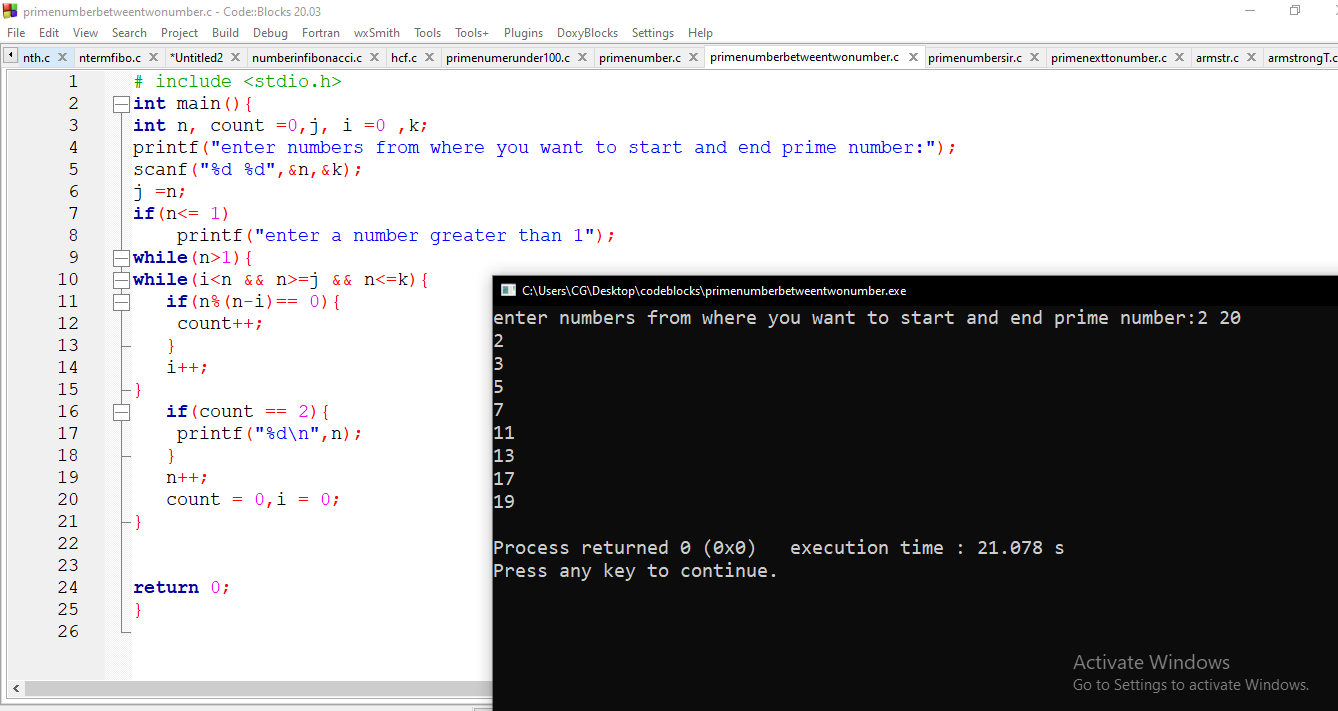 primenumberbetweentwonumber.c - Code::Blocks 20.03
File Edit View Search Project Build Debug Fortran wxSmith Tools Tools+ Plugins DoxyBlocks Settings Help
nth.c ntermfibo.c *Untitled2 numberinfibonacci.c hcf.c primenumerunder100.c primenumber.c primenumberbetweentwonumber.c primenumbersir.c primenexttonumber.c armstr.c armstrongT.c
1 # include <stdio.h>
2 int main(){
3 int n, count =0,j, i =0 ,k;
4 printf("enter numbers from where you want to start and end prime number:");
5 scanf("%d %d",&n,&k);
6 j =n;
7 if(n<= 1)
8 printf("enter a number greater than 1");
9 while(n>1){
10 while(i<n && n>=j && n<=k){
11 if(n%(n-i)== 0){
12 count++;
13 }
14 i++;
15 }
16 if(count == 2){
17 printf("%d\n",n);
18 }
19 n++;
20 count = 0,i = 0;
21 }
22
23
24 return 0;
25 }
26
C:\Users\CG\Desktop\codeblocks\primenumberbetweentwonumber.exe
enter numbers from where you want to start and end prime number:2 20
2
3
5
7
11
13
17
19
Process returned 0 (0x0) execution time : 21.078 s
Press any key to continue.
Activate Windows
Go to Settings to activate Windows.